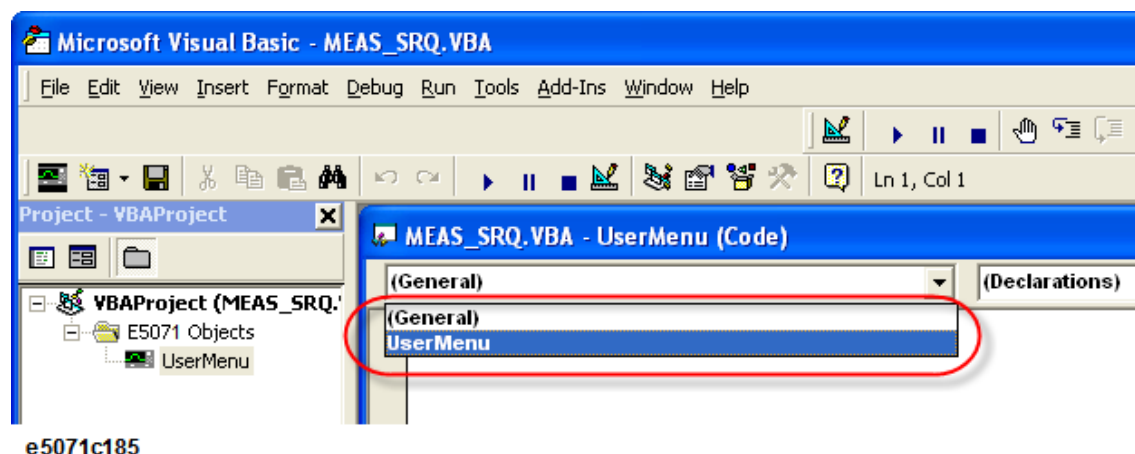 Microsoft Visual Basic - MEAS_SRQ.VBA
File Edit View Insert Format Debug Run Tools Add-Ins Window Help
Ln 1, Col 1
Project - VBAProject
MEAS_SRQ.VBA - UserMenu (Code)
(General) (Declarations)
VBAProject (MEAS_SRQ.'
(General)
E5071 Objects
UserMenu
UserMenu
e5071c185